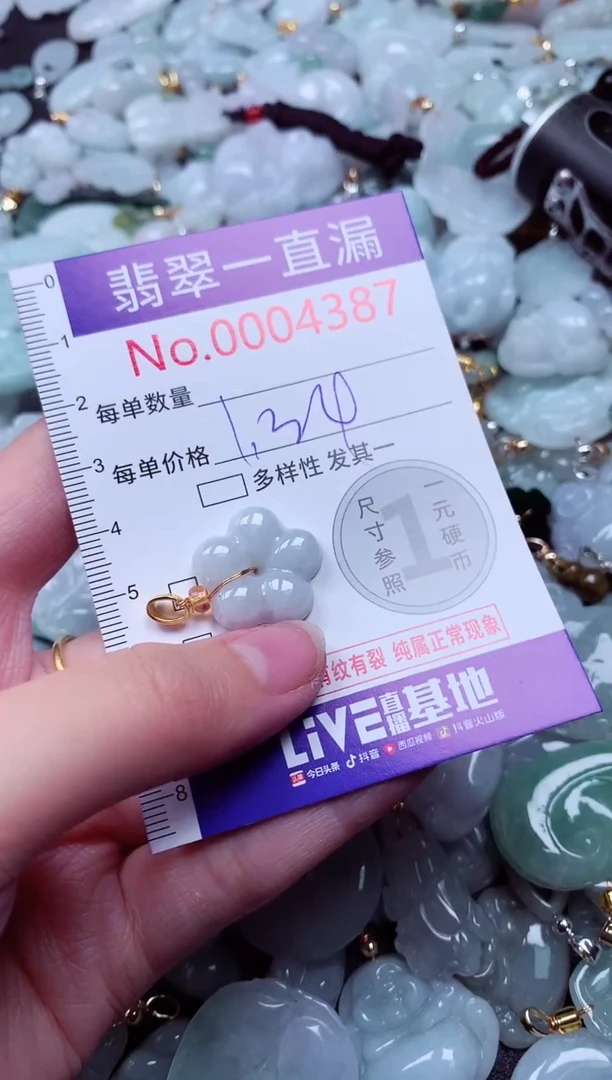 翡翠一直漏
No.0004387
每单数量
1.34
每单价格
多样性 发其一
尺寸参照
1
一元硬币
有纹有裂 纯属正常现象
LiVE直播基地
今日头条 抖音 西瓜视频 抖音火山版
0
1
2
3
4
5
8